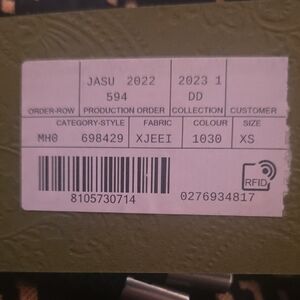 JASU 2022 2023 1
594 DD
ORDER-ROW PRODUCTION ORDER COLLECTION CUSTOMER
CATEGORY-STYLE FABRIC COLOUR SIZE
MH0 698429 XJEEI 1030 XS
RFID
8105730714 0276934817